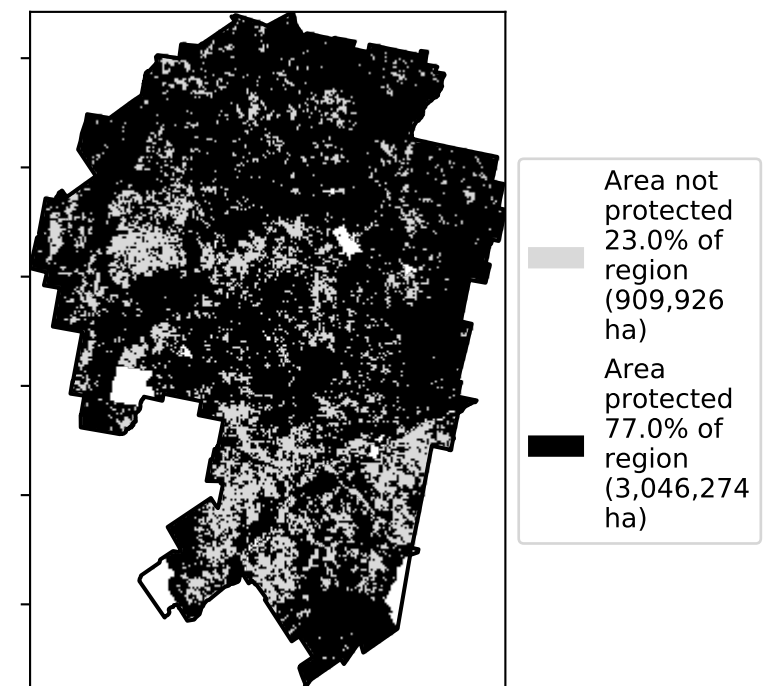 Area not
protected
23.0% of
region
(909,926
ha)
Area
protected
77.0% of
region
(3,046,274
ha)